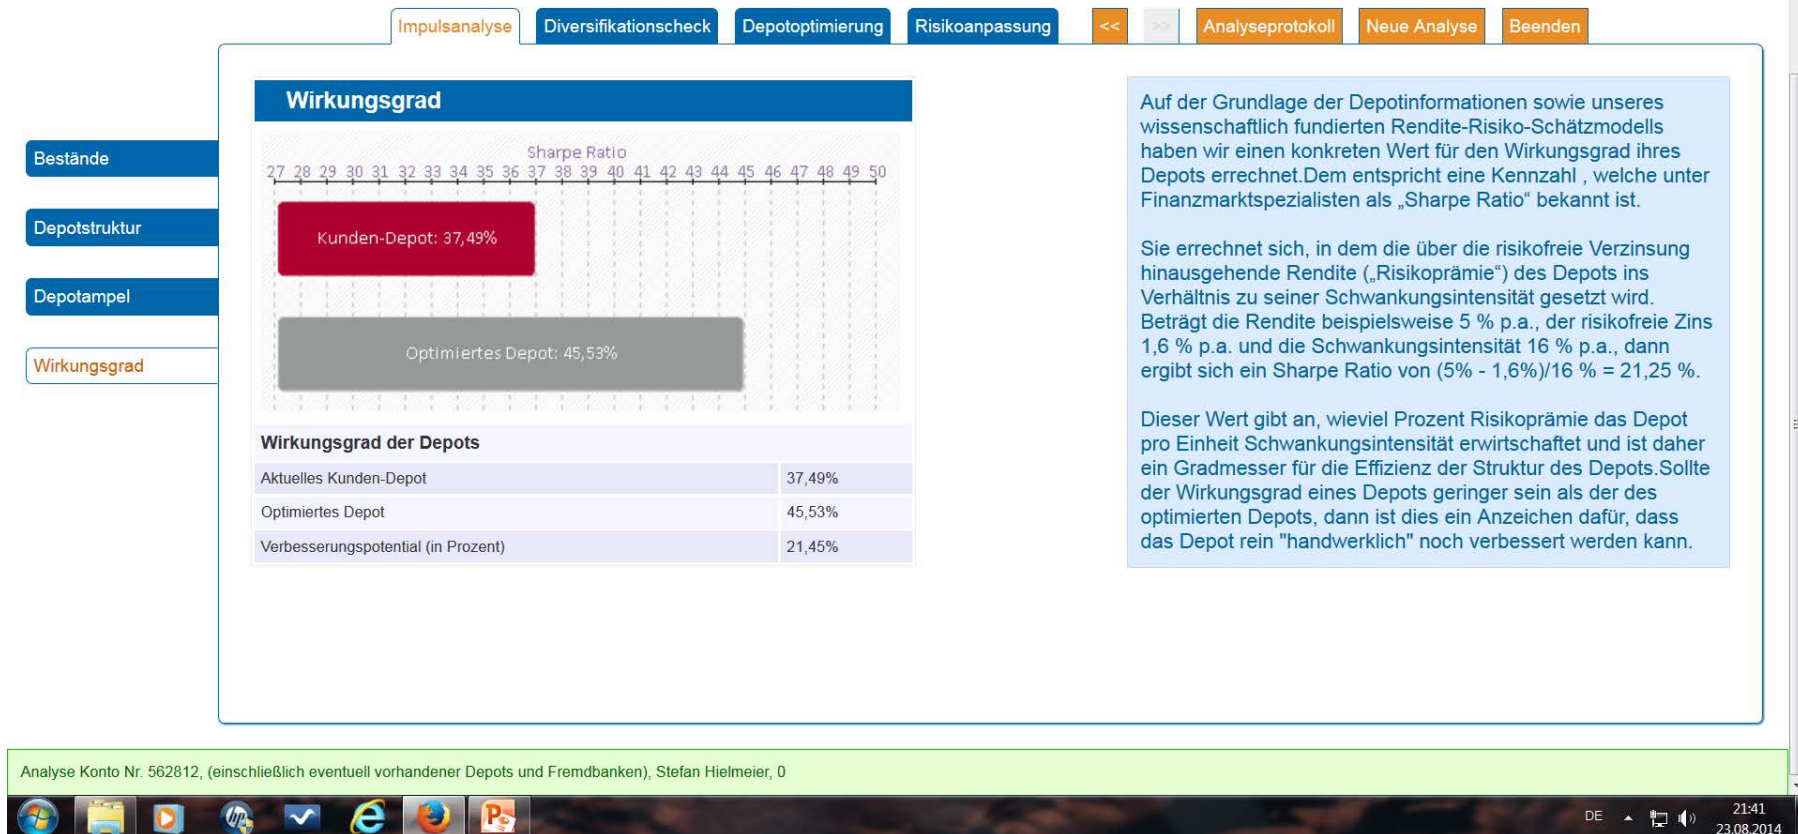 Impulsanalyse Diversifikationscheck Depotoptimierung Risikoanpassung << >> Analyseprotokoll Neue Analyse Beenden
Bestände
Depotstruktur
Depotampel
Wirkungsgrad
Wirkungsgrad
Sharpe Ratio
27 28 29 30 31 32 33 34 35 36 37 38 39 40 41 42 43 44 45 46 47 48 49 50
Kunden-Depot: 37,49%
Optimiertes Depot: 45,53%
Wirkungsgrad der Depots
Aktuelles Kunden-Depot 37,49%
Optimiertes Depot 45,53%
Verbesserungspotential (in Prozent) 21,45%
Auf der Grundlage der Depotinformationen sowie unseres
wissenschaftlich fundierten Rendite-Risiko-Schätzmodells
haben wir einen konkreten Wert für den Wirkungsgrad ihres
Depots errechnet.Dem entspricht eine Kennzahl , welche unter
Finanzmarktspezialisten als „Sharpe Ratio“ bekannt ist.
Sie errechnet sich, in dem die über die risikofreie Verzinsung
hinausgehende Rendite („Risikoprämie“) des Depots ins
Verhältnis zu seiner Schwankungsintensität gesetzt wird.
Beträgt die Rendite beispielsweise 5 % p.a., der risikofreie Zins
1,6 % p.a. und die Schwankungsintensität 16 % p.a., dann
ergibt sich ein Sharpe Ratio von (5% - 1,6%)/16 % = 21,25 %.
Dieser Wert gibt an, wieviel Prozent Risikoprämie das Depot
pro Einheit Schwankungsintensität erwirtschaftet und ist daher
ein Gradmesser für die Effizienz der Struktur des Depots.Sollte
der Wirkungsgrad eines Depots geringer sein als der des
optimierten Depots, dann ist dies ein Anzeichen dafür, dass
das Depot rein "handwerklich" noch verbessert werden kann.
Analyse Konto Nr. 562812, (einschließlich eventuell vorhandener Depots und Fremdbanken), Stefan Hielmeier, 0
DE 21:41
23.08.2014